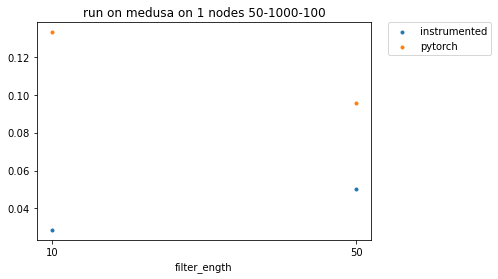 run on medusa on 1 nodes 50-1000-100
instrumented
pytorch
0.12
0.10
0.08
0.06
0.04
10
50
filter_ength